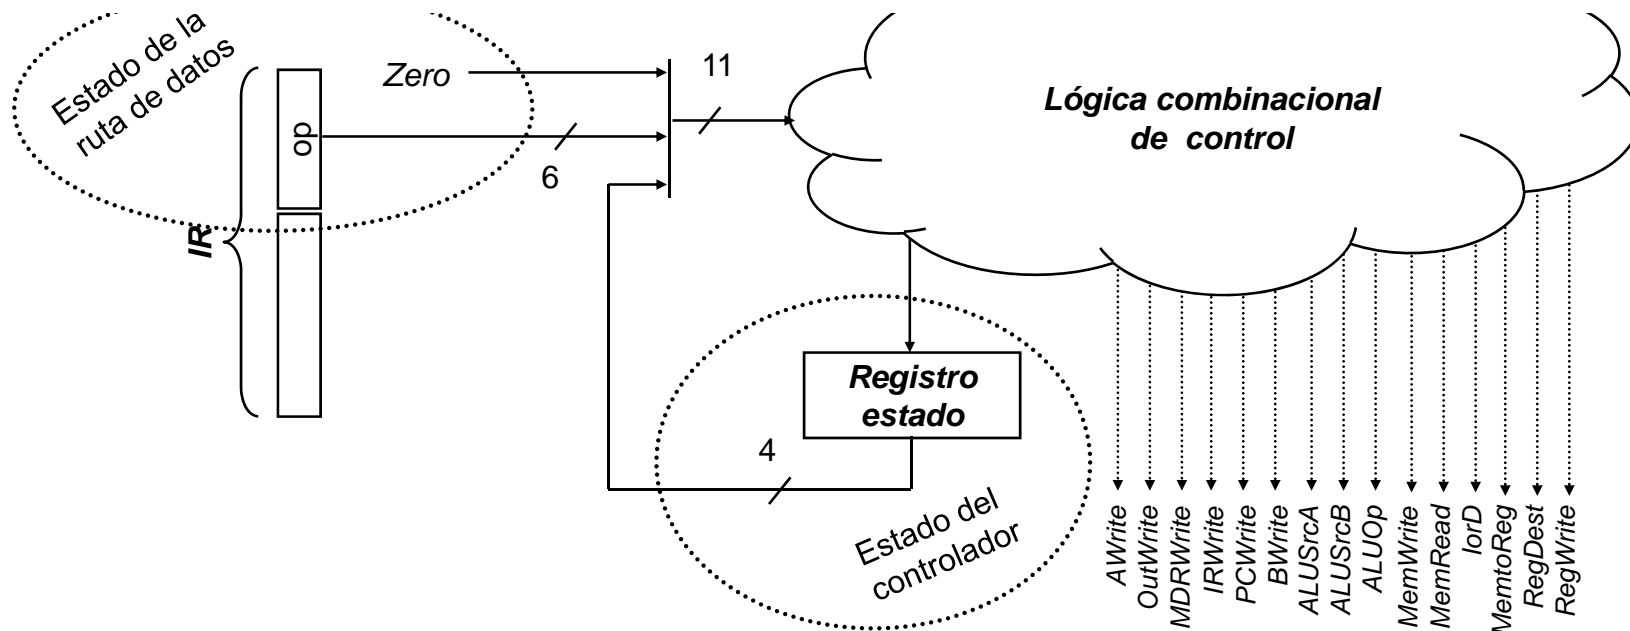 Estado de la
ruta de datos
Zero
11
Lógica combinacional
de control
op
6
IR
Registro
estado
4
Estado del
controlador
AWrite
OutWrite
MDRWrite
IRWrite
PCWrite
BWrite
ALUSrcA
ALUSrcB
ALUOp
MemWrite
MemRead
IorD
MemtoReg
RegDest
RegWrite